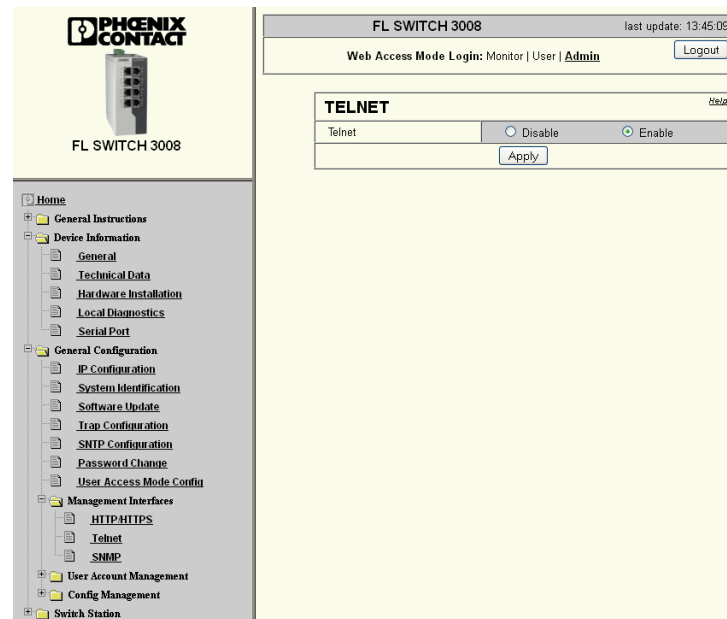 PHŒNIX
CONTACT
FL SWITCH 3008
FL SWITCH 3008 last update: 13:45:09
Web Access Mode Login: Monitor | User | Admin Logout
TELNET Help
Telnet Disable Enable
Apply
Home
General Instructions
Device Information
General
Technical Data
Hardware Installation
Local Diagnostics
Serial Port
General Configuration
IP Configuration
System Identification
Software Update
Trap Configuration
SNTP Configuration
Password Change
User Access Mode Config
Management Interfaces
HTTP/HTTPS
Telnet
SNMP
User Account Management
Config Management
Switch Station